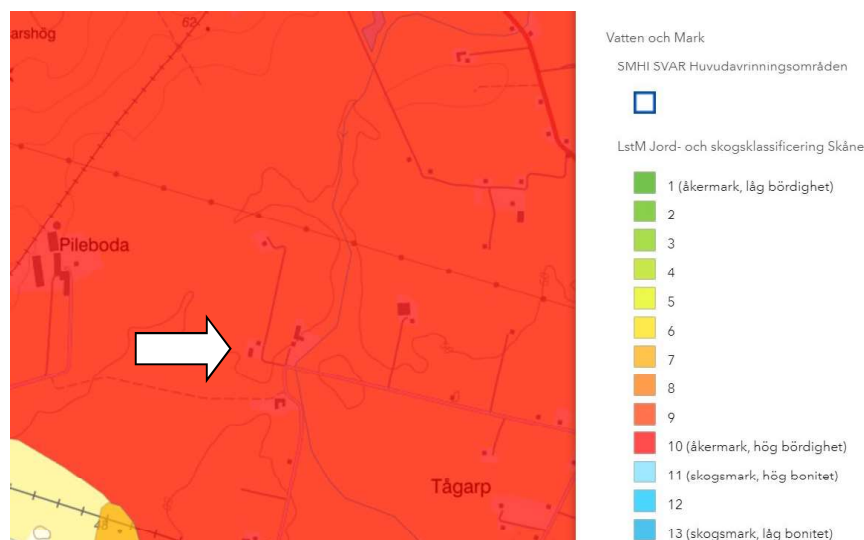 arshög
62
Pileboda
Tågarp
43
Vatten och Mark
SMHI SVAR Huvudavrinningsområden
LstM Jord- och skogsklassificering Skåne
1 (åkermark, låg bördighet)
2
3
4
5
6
7
8
9
10 (åkermark, hög bördighet)
11 (skogsmark, hög bonitet)
12
13 (skogsmark, låg bonitet)